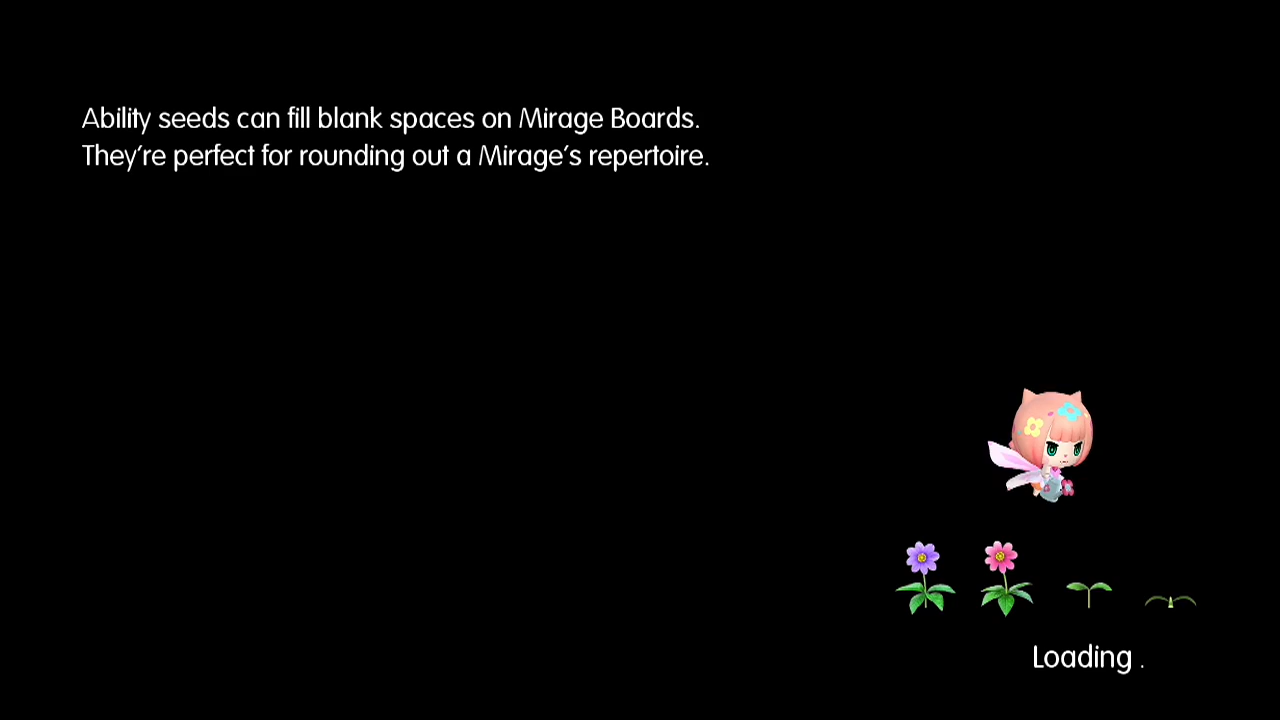 Ability seeds can fill blank spaces on Mirage Boards.
They're perfect for rounding out a Mirage's repertoire.
Loading .